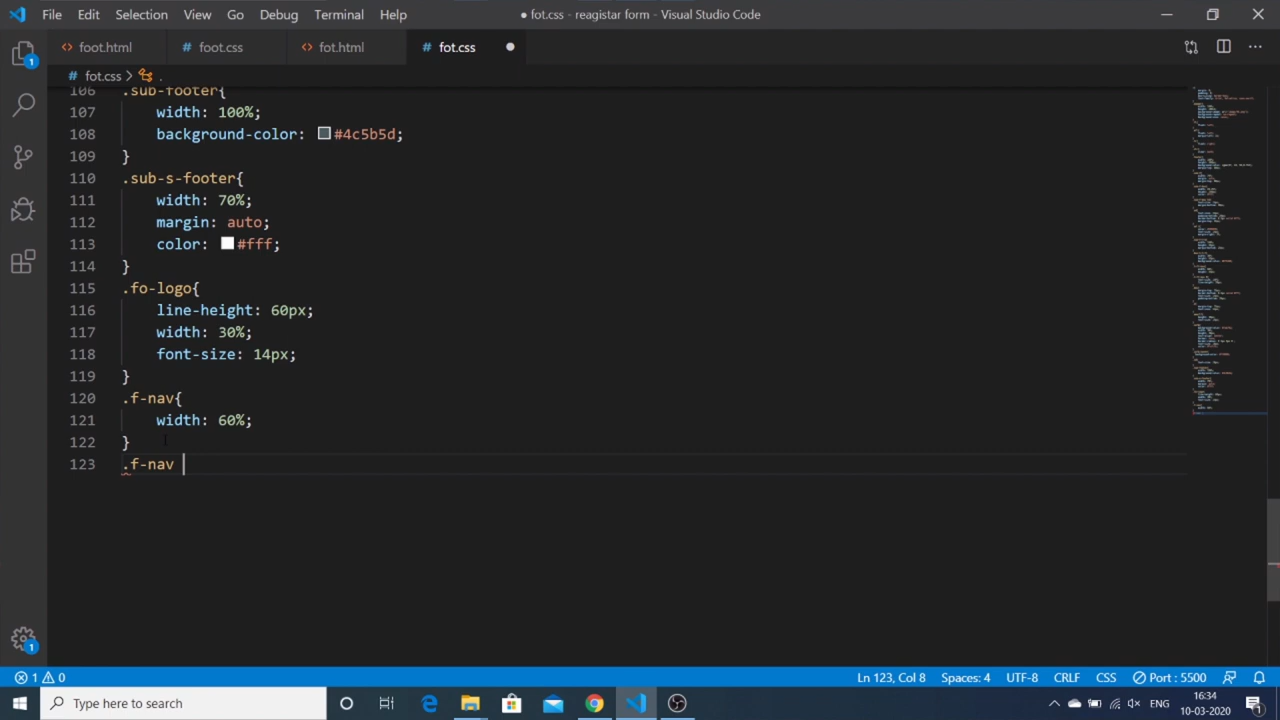 File Edit Selection View Go Debug Terminal Help
● fot.css - reagistar form - Visual Studio Code
<> foot.html # foot.css <> fot.html # fot.css ●
# fot.css > .
106 .sub-footer{
107 width: 100%;
108 background-color: #4c5b5d;
109 }
110 .sub-s-footer{
111 width: 70%;
112 margin: auto;
113 color: #fff;
114 }
115 .fo-logo{
116 line-height: 60px;
117 width: 30%;
118 font-size: 14px;
119 }
120 .f-nav{
121 width: 60%;
122 }
123 .f-nav
1
1
1 0 Ln 123, Col 8 Spaces: 4 UTF-8 CRLF CSS Port : 5500
Type here to search
ENG
16:34
10-03-2020
1